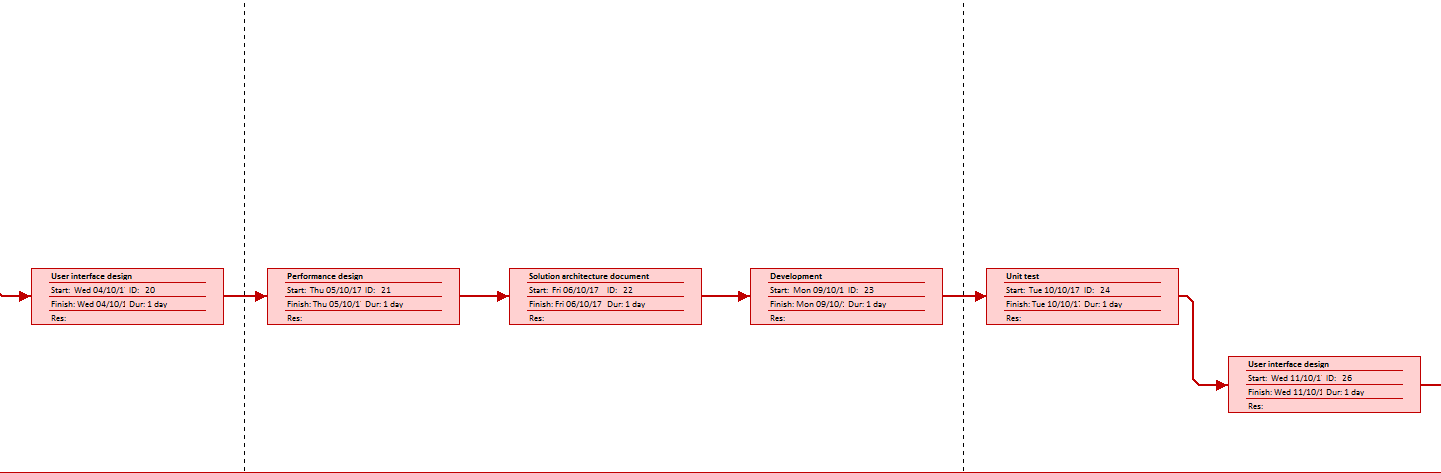 User interface design
Start: Wed 04/10/1 ID: 20
Finish: Wed 04/10/1 Dur: 1 day
Res:
Performance design
Start: Thu 05/10/17 ID: 21
Finish: Thu 05/10/1 Dur: 1 day
Res:
Solution architecture document
Start: Fri 06/10/17 ID: 22
Finish: Fri 06/10/17 Dur: 1 day
Res:
Development
Start: Mon 09/10/1 ID: 23
Finish: Mon 09/10/ Dur: 1 day
Res:
Unit test
Start: Tue 10/10/17 ID: 24
Finish: Tue 10/10/1 Dur: 1 day
Res:
User interface design
Start: Wed 11/10/1 ID: 26
Finish: Wed 11/10/1 Dur: 1 day
Res: